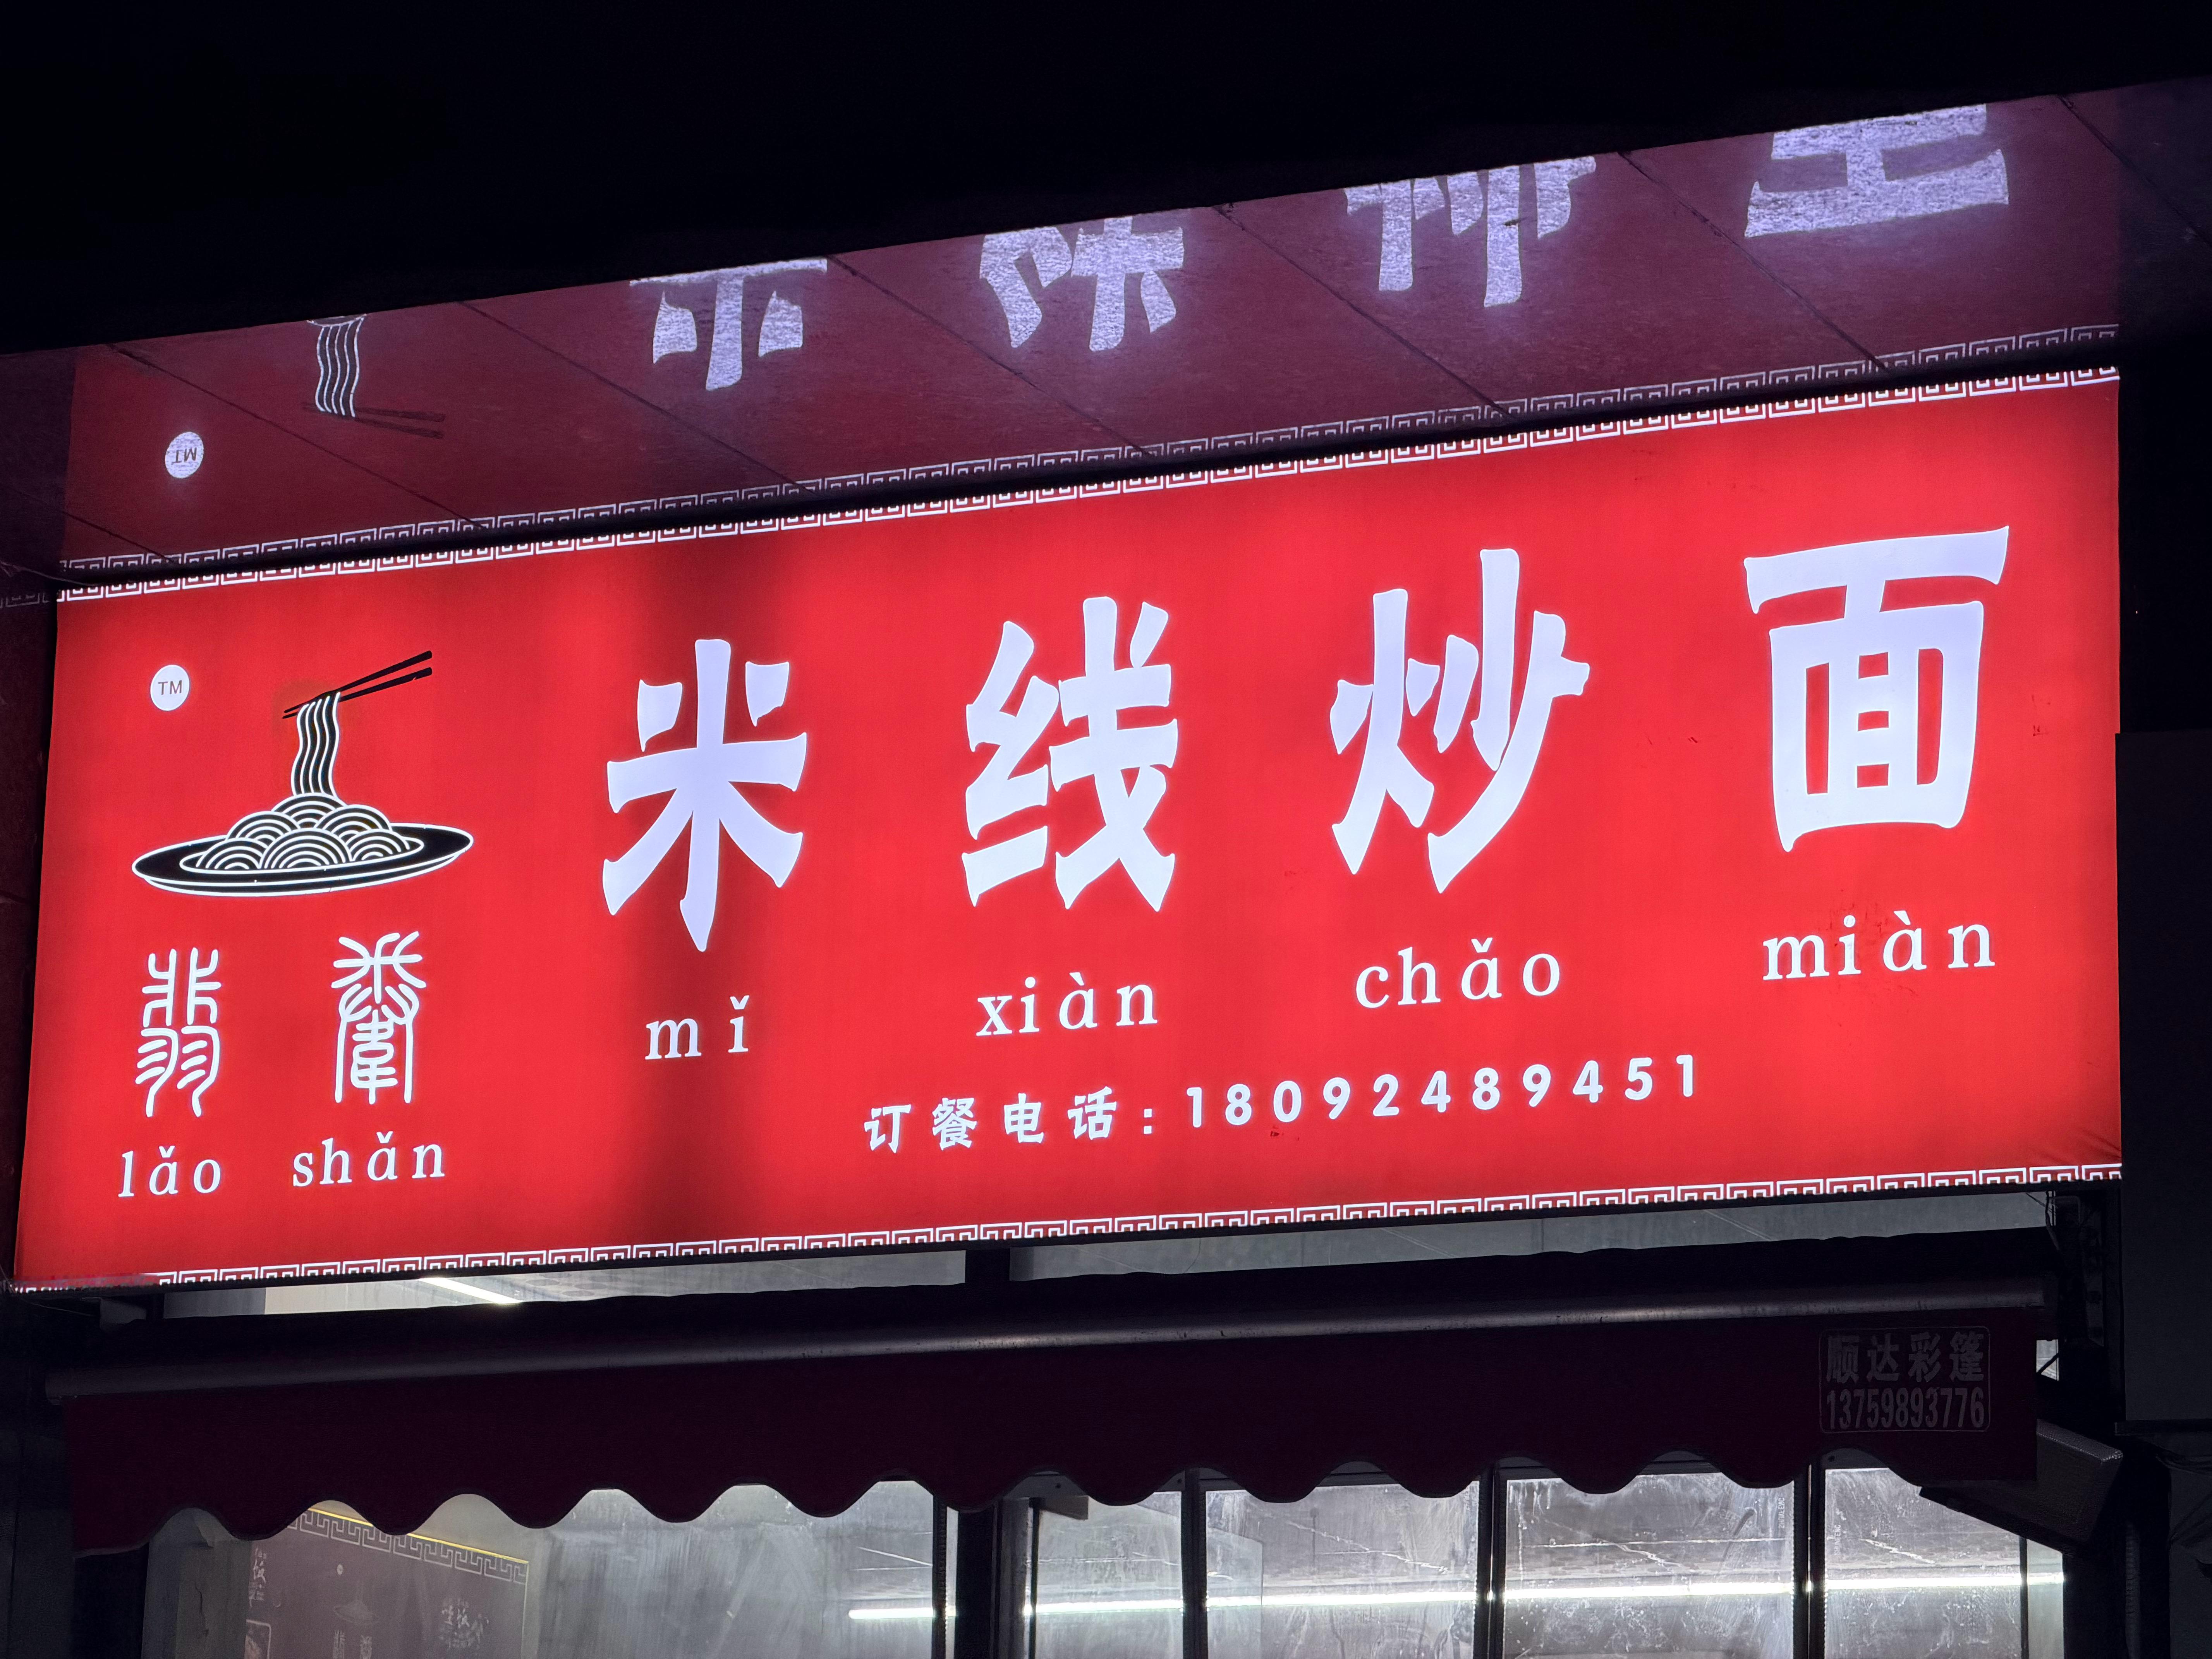 TM
米线炒面
mǐ xiàn chǎo miàn
lǎo shǎn
订餐电话:18092489451
顺达彩篷
13759893776